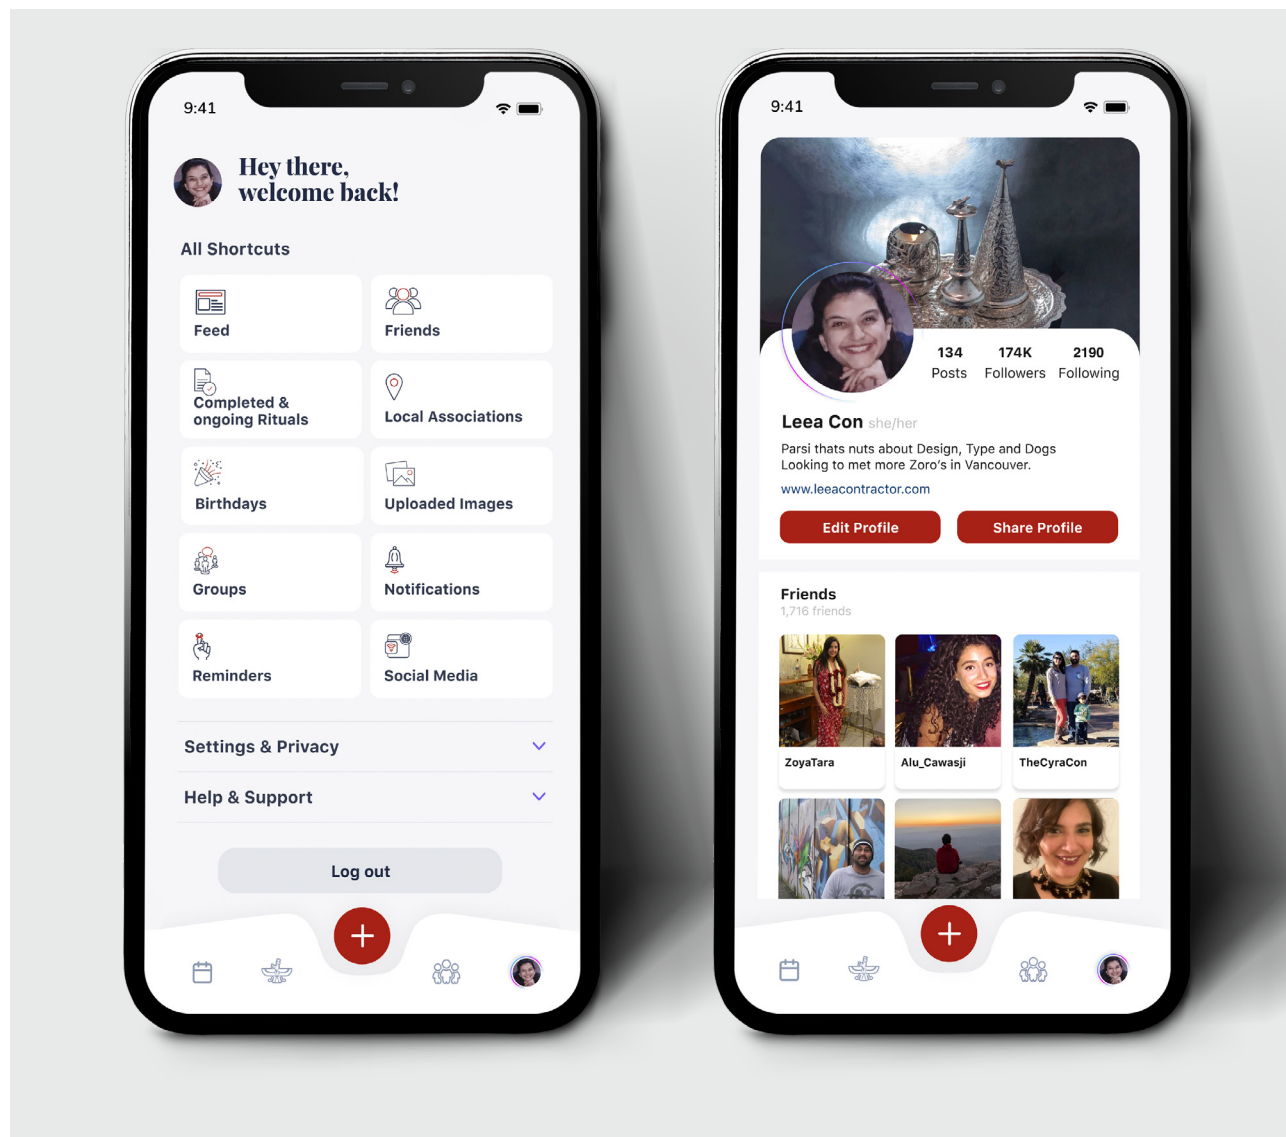 9:41
Hey there,
welcome back!
All Shortcuts
Feed
Friends
Completed &
ongoing Rituals
Local Associations
Birthdays
Uploaded Images
Groups
Notifications
Reminders
Social Media
Settings & Privacy
Help & Support
Log out
9:41
134 174K 2190
Posts Followers Following
Leea Con she/her
Parsi thats nuts about Design, Type and Dogs
Looking to met more Zoro's in Vancouver.
www.leeacontractor.com
Edit Profile Share Profile
Friends
1,716 friends
ZoyaTara Alu_Cawasji TheCyraCon